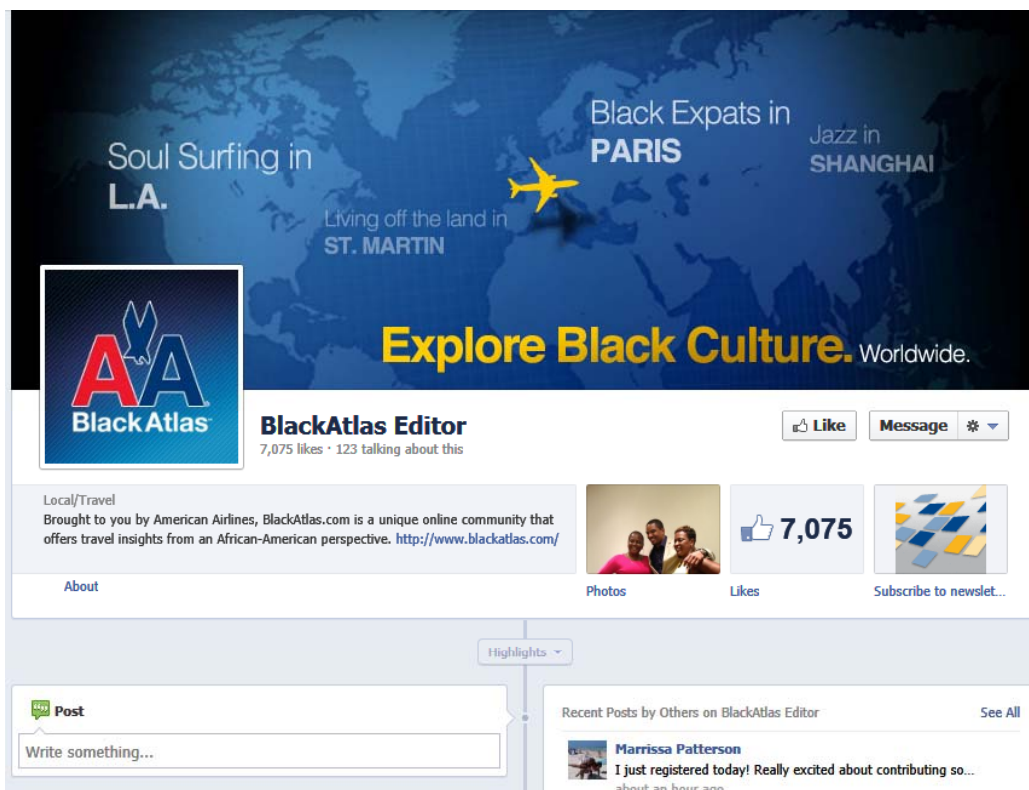 Soul Surfing in
L.A.
Living off the land in
ST. MARTIN
Black Expats in
PARIS
Jazz in
SHANGHAI
Explore Black Culture. Worldwide.
AA
BlackAtlas
BlackAtlas Editor
7,075 likes · 123 talking about this
Like
Message
Local/Travel
Brought to you by American Airlines, BlackAtlas.com is a unique online community that
offers travel insights from an African-American perspective. http://www.blackatlas.com/
About
Photos
7,075
Likes
Subscribe to newslet...
Highlights
Post
Write something...
Recent Posts by Others on BlackAtlas Editor
See All
Marrissa Patterson
I just registered today! Really excited about contributing so...
about an hour ago